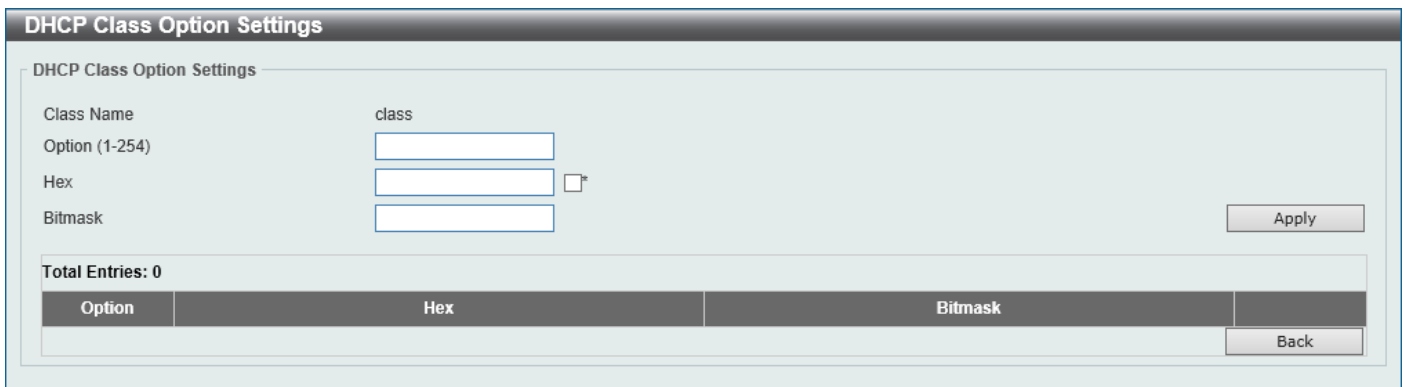 DHCP Class Option Settings
DHCP Class Option Settings
Class Name class
Option (1-254)
Hex *
Bitmask Apply
Total Entries: 0
Option Hex Bitmask
Back